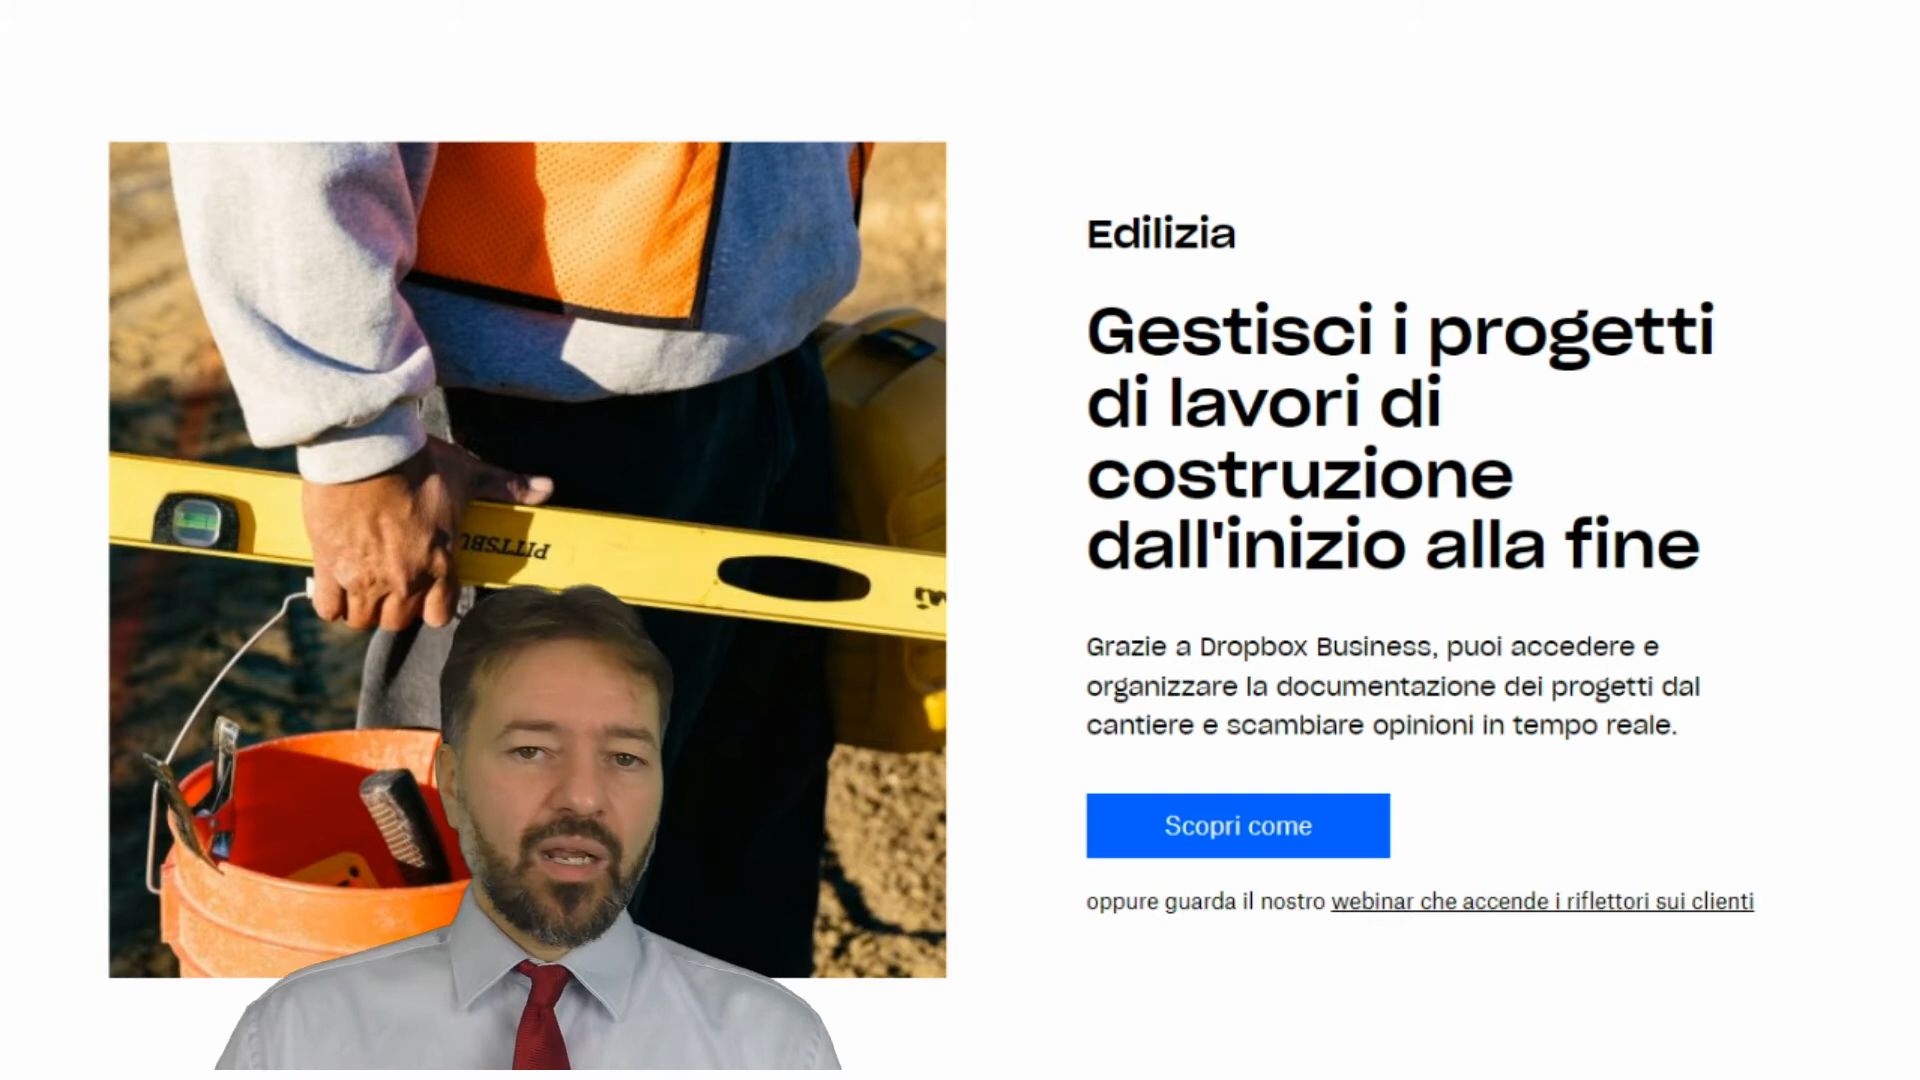 Edilizia
Gestisci i progetti
di lavori di
costruzione
dall'inizio alla fine
Grazie a Dropbox Business, puoi accedere e
organizzare la documentazione dei progetti dal
cantiere e scambiare opinioni in tempo reale.
Scopri come
oppure guarda il nostro webinar che accende i riflettori sui clienti